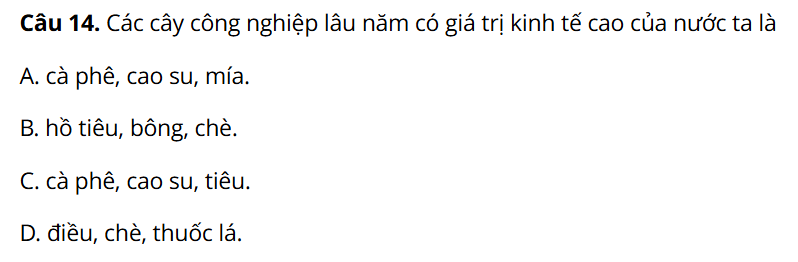 Câu 14. Các cây công nghiệp lâu năm có giá trị kinh tế cao của nước ta là
A. cà phê, cao su, mía.
B. hồ tiêu, bông, chè.
C. cà phê, cao su, tiêu.
D. điều, chè, thuốc lá.